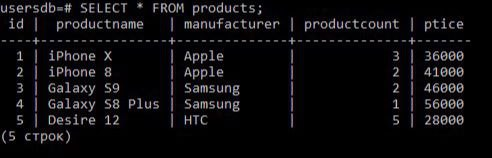 usersdb=# SELECT * FROM products;
 id | productname | manufacturer | productcount | ptice
----+----------------+--------------+--------------+-------
 1 | iPhone X | Apple | 3 | 36000
 2 | iPhone 8 | Apple | 2 | 41000
 3 | Galaxy S9 | Samsung | 2 | 46000
 4 | Galaxy S8 Plus | Samsung | 1 | 56000
 5 | Desire 12 | HTC | 5 | 28000
(5 строк)